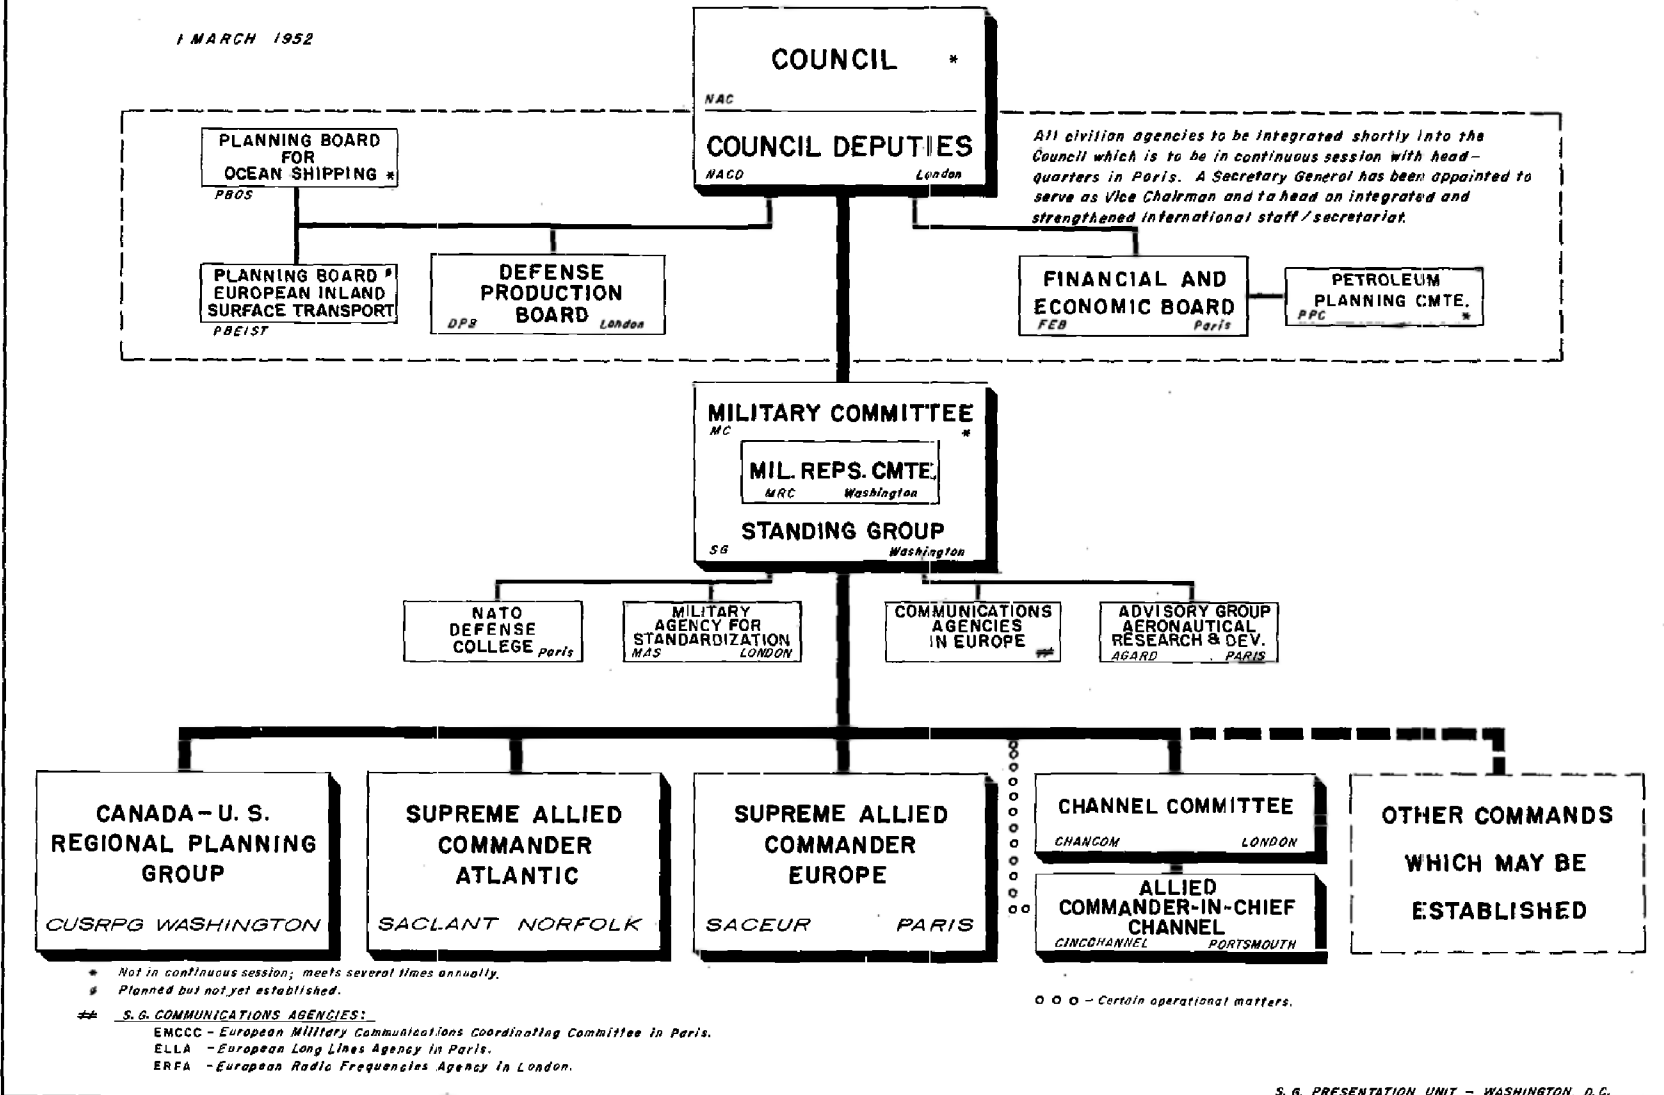 1 MARCH 1952
COUNCIL *
NAC
COUNCIL DEPUTIES
NACD London
PLANNING BOARD
FOR
OCEAN SHIPPING *
PBOS
All civilian agencies to be integrated shortly into the
Council which is to be in continuous session with head-
quarters in Paris. A Secretary General has been appointed to
serve as Vice Chairman and to head an integrated and
strengthened international staff/secretariat.
PLANNING BOARD
EUROPEAN INLAND
SURFACE TRANSPORT
PBEIST
DEFENSE
PRODUCTION
BOARD
DPB London
FINANCIAL AND
ECONOMIC BOARD
FEB Paris
PETROLEUM
PLANNING CMTE.
PPC *
MILITARY COMMITTEE
MC *
MIL. REPS. CMTE.
MRC Washington
STANDING GROUP
SG Washington
NATO
DEFENSE
COLLEGE Paris
MILITARY
AGENCY FOR
STANDARDIZATION
MAS LONDON
COMMUNICATIONS
AGENCIES
IN EUROPE
ADVISORY GROUP
AERONAUTICAL
RESEARCH & DEV.
AGARD PARIS
CANADA-U.S.
REGIONAL PLANNING
GROUP
CUSRPG WASHINGTON
SUPREME ALLIED
COMMANDER
ATLANTIC
SACLANT NORFOLK
SUPREME ALLIED
COMMANDER
EUROPE
SACEUR PARIS
CHANNEL COMMITTEE
CHANCOM LONDON
ALLIED
COMMANDER-IN-CHIEF
CHANNEL
CINCCHANNEL PORTSMOUTH
OTHER COMMANDS
WHICH MAY BE
ESTABLISHED
* Not in continuous session; meets several times annually.
Planned but not yet established.
S.G. COMMUNICATIONS AGENCIES:
EMCCC - European Military Communications Coordinating Committee in Paris.
ELLA - European Long Lines Agency in Paris.
ERFA - European Radio Frequencies Agency in London.
o o o - Certain operational matters.
S.G. PRESENTATION UNIT - WASHINGTON D.C.